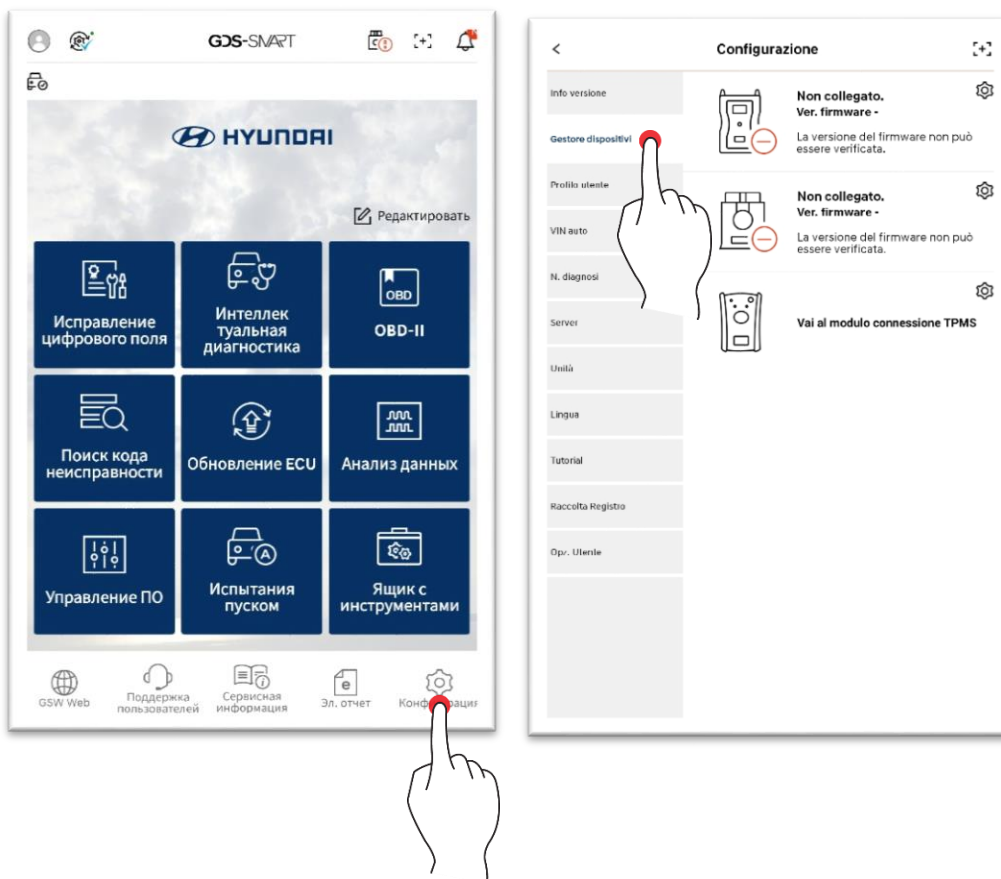 GDS-SMART
HYUNDAI
Редактировать
Исправление
цифрового поля
Интеллек
туальная
диагностика
OBD
OBD-II
Поиск кода
неисправности
Обновление ECU
Анализ данных
Управление ПО
Испытания
пуском
Ящик с
инструментами
GSW Web
Поддержка
пользователей
Сервисная
информация
Эл. отчет
<
Configurazione
Info versione
Gestore dispositivi
Profilo utente
VIN auto
N. diagnosi
Server
Unità
Lingua
Tutorial
Raccolta Registro
Opz. Utente
Non collegato.
Ver. firmware -
La versione del firmware non può
essere verificata.
Non collegato.
Ver. firmware -
La versione del firmware non può
essere verificata.
Vai al modulo connessione TPMS